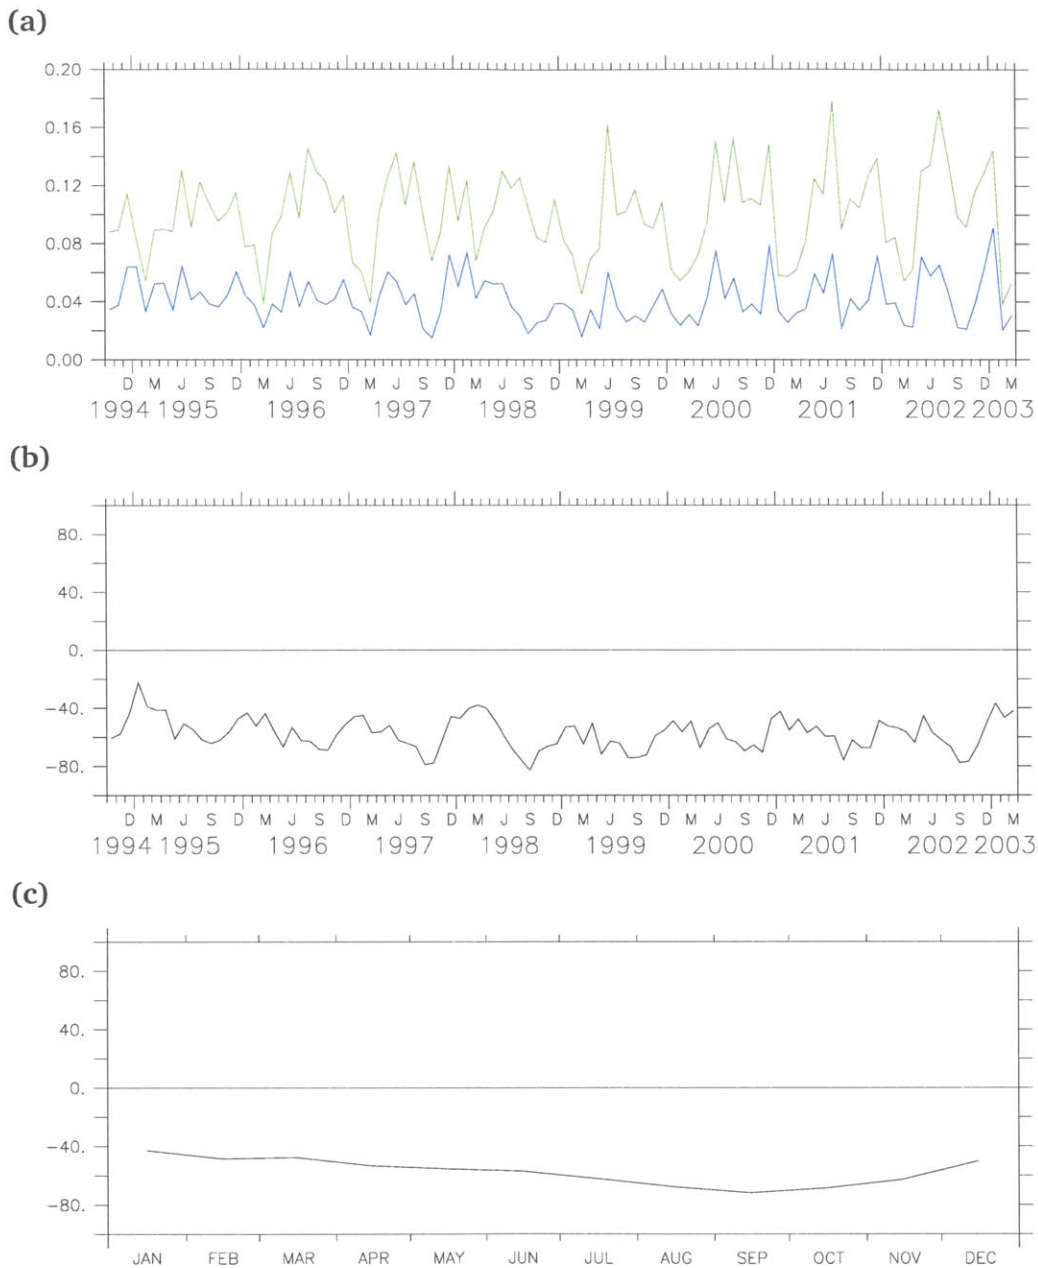 (a)
0.20
0.16
0.12
0.08
0.04
0.00
D M J S D M J S D M J S D M J S D M J S D M J S D M J S D M J S D M
1994 1995 1996 1997 1998 1999 2000 2001 2002 2003
(b)
80.
40.
0.
-40.
-80.
D M J S D M J S D M J S D M J S D M J S D M J S D M J S D M J S D M
1994 1995 1996 1997 1998 1999 2000 2001 2002 2003
(c)
80.
40.
0.
-40.
-80.
JAN FEB MAR APR MAY JUN JUL AUG SEP OCT NOV DEC